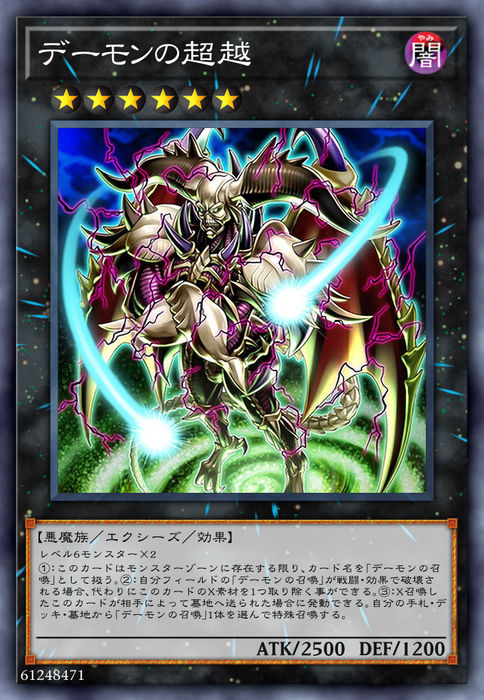 デーモンの超越
やみ
闇
【悪魔族／エクシーズ／効果】
レベル6モンスター×2
①:このカードはモンスターゾーンに存在する限り、カード名を「デーモンの召
喚」として扱う。②:自分フィールドの「デーモンの召喚」が戦闘・効果で破壊さ
れる場合、代わりにこのカードのX素材を1つ取り除く事ができる。③:X召喚し
たこのカードが相手によって墓地へ送られた場合に発動できる。自分の手札・デ
ッキ・墓地から「デーモンの召喚」1体を選んで特殊召喚する。
ATK/2500 DEF/1200
61248471